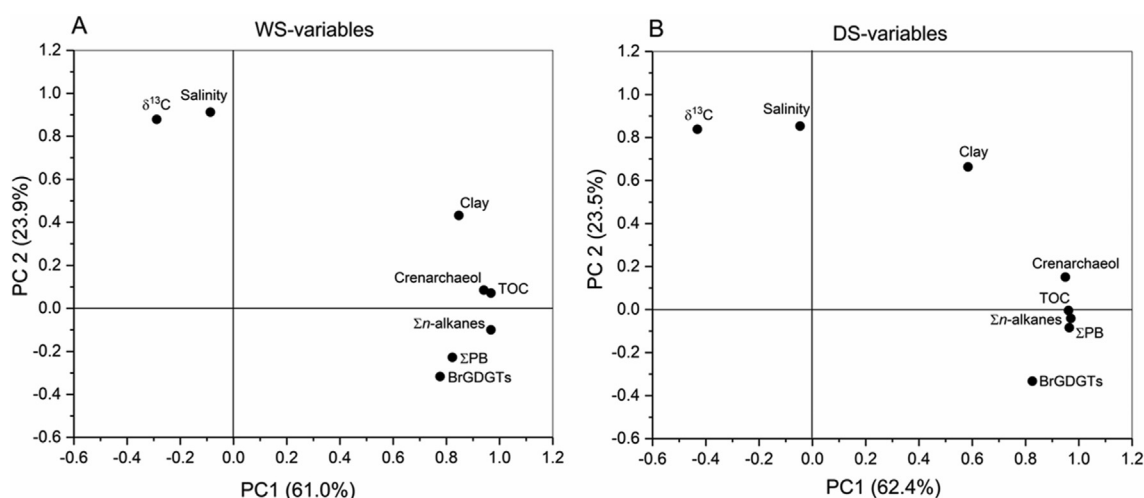 A
WS-variables
1.2
1.0
0.8
0.6
0.4
0.2
0.0
-0.2
-0.4
-0.6
PC 2 (23.9%)
δ¹³C
Salinity
Clay
Crenarchaeol
TOC
Σn-alkanes
ΣPB
BrGDGTs
-0.6 -0.4 -0.2 0.0 0.2 0.4 0.6 0.8 1.0 1.2
PC1 (61.0%)
B
DS-variables
1.2
1.0
0.8
0.6
0.4
0.2
0.0
-0.2
-0.4
-0.6
PC 2 (23.5%)
δ¹³C
Salinity
Clay
Crenarchaeol
TOC
Σn-alkanes
ΣPB
BrGDGTs
-0.6 -0.4 -0.2 0.0 0.2 0.4 0.6 0.8 1.0 1.2
PC1 (62.4%)